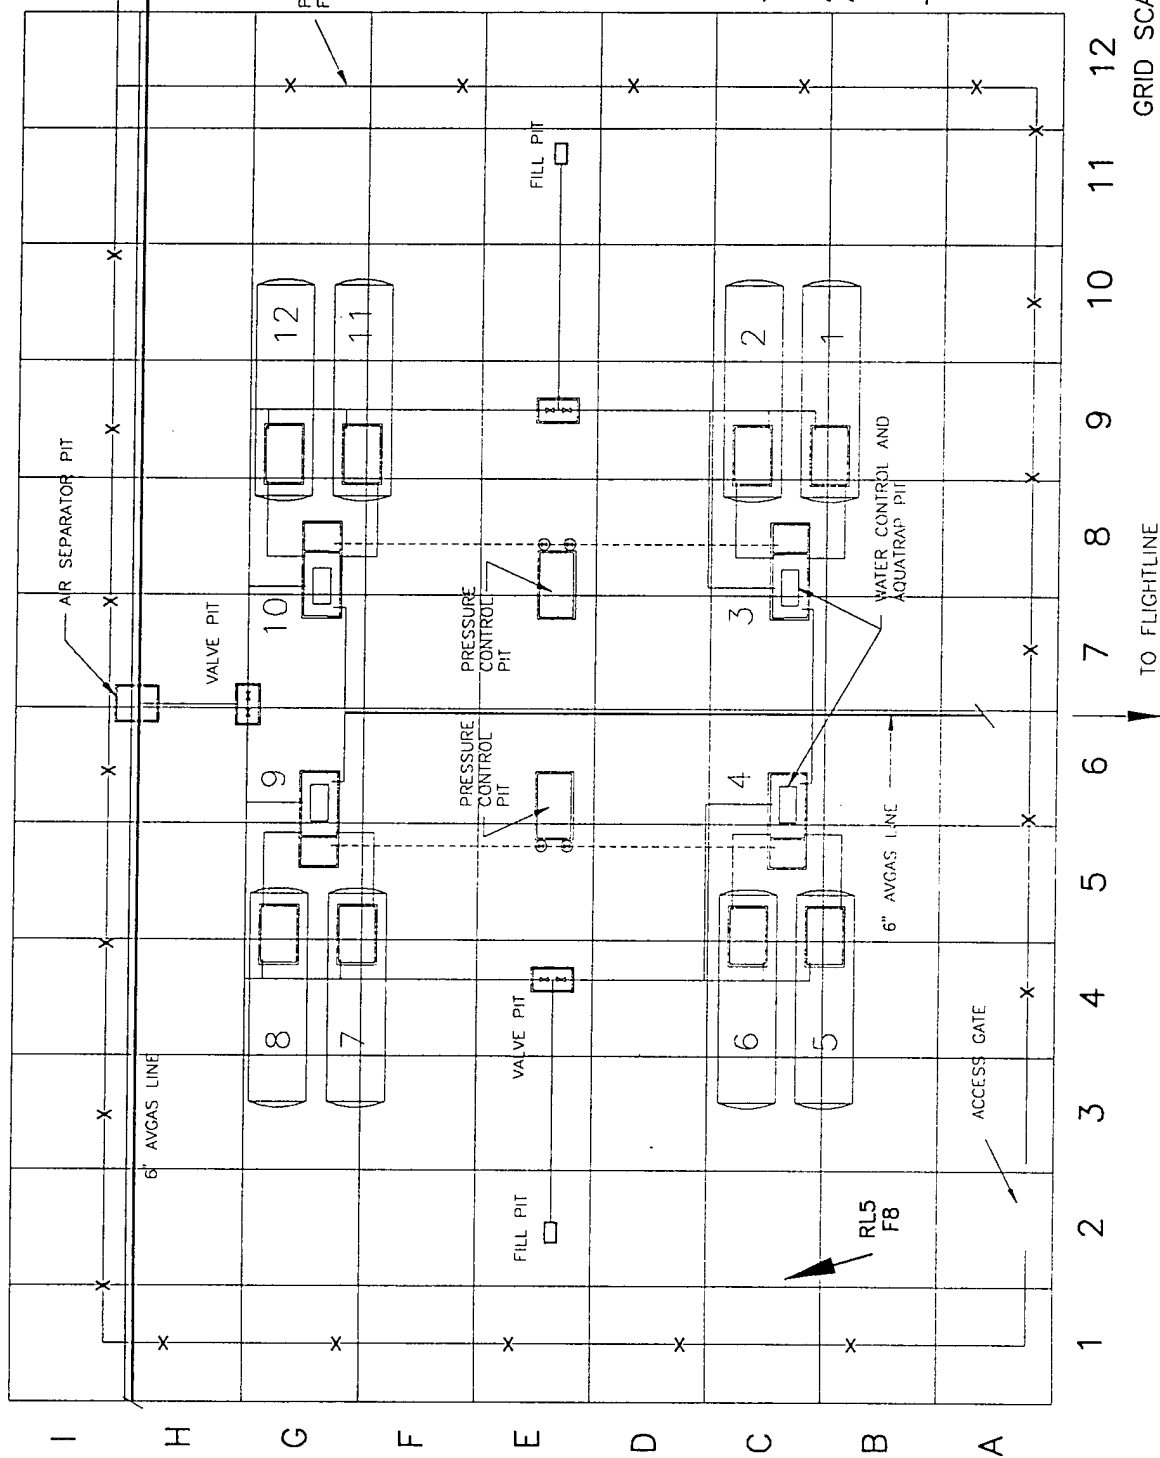 I
H
G
F
E
D
C
B
A
1
2
3
4
5
6
7
8
9
10
11
12
AIR SEPARATOR PIT
VALVE PIT
6" AVGAS LINE
8
7
9
10
12
11
FILL PIT
VALVE PIT
PRESSURE
CONTROL
PIT
PRESSURE
CONTROL
PIT
FILL PIT
6
5
4
3
2
1
WATER CONTROL AND
AQUATRAP PIT
6" AVGAS LINE
RL5
F8
ACCESS GATE
TO FLIGHTLINE
GRID SCA